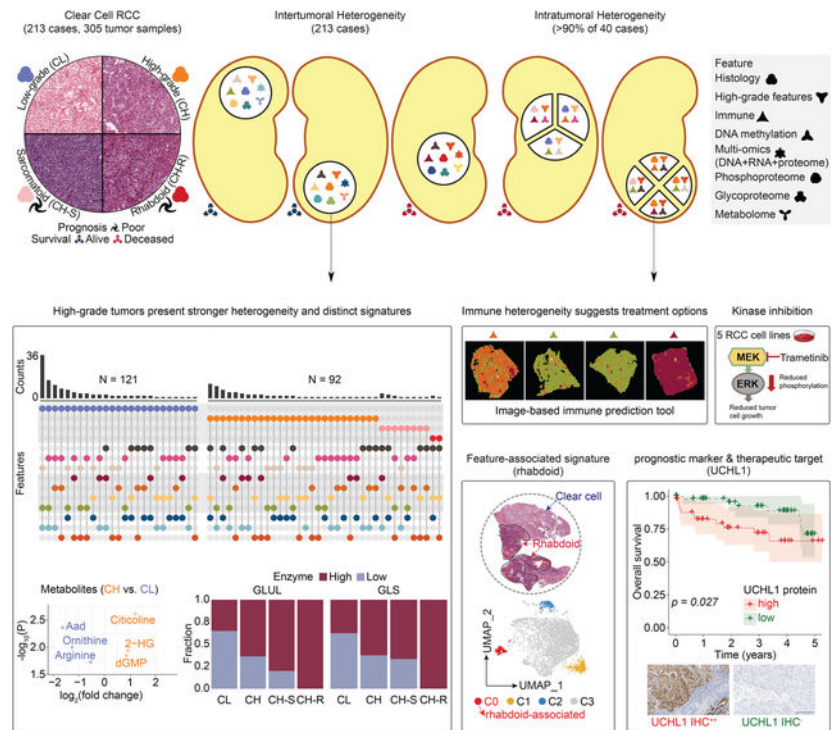 Clear Cell RCC
(213 cases, 305 tumor samples)
Low-grade (CL)
High-grade (CH)
Sarcomatoid (CH-S)
Rhabdoid (CH-R)
Prognosis Poor
Survival Alive Deceased
Intertumoral Heterogeneity
(213 cases)
Intratumoral Heterogeneity
(>90% of 40 cases)
Feature
Histology
High-grade features
Immune
DNA methylation
Multi-omics
(DNA+RNA+proteome)
Phosphoproteome
Glycoproteome
Metabolome
High-grade tumors present stronger heterogeneity and distinct signatures
Counts
36
0
N = 121
N = 92
Features
Metabolites (CH vs. CL)
-log10(P)
2.5
2.0
1.5
Aad
Ornithine
Arginine
Citicoline
2-HG
dGMP
-2 -1 0 1 2
log2(fold change)
Enzyme High Low
GLUL
GLS
Fraction
1.0
0.8
0.6
0.4
0.2
0.0
CL CH CH-S CH-R
CL CH CH-S CH-R
Immune heterogeneity suggests treatment options
Image-based immune prediction tool
Kinase inhibition
5 RCC cell lines
MEK
Trametinib
ERK
Reduced
phosphorylation
Reduced tumor
cell growth
Feature-associated signature
(rhabdoid)
Clear cell
Rhabdoid
UMAP_2
UMAP_1
C0 C1 C2 C3
rhabdoid-associated
prognostic marker & therapeutic target
(UCHL1)
Overall survival
1.00
0.75
0.50
0.25
0.00
p = 0.027
UCHL1 protein
high
low
0 1 2 3 4 5
Time (years)
UCHL1 IHC++
UCHL1 IHC-